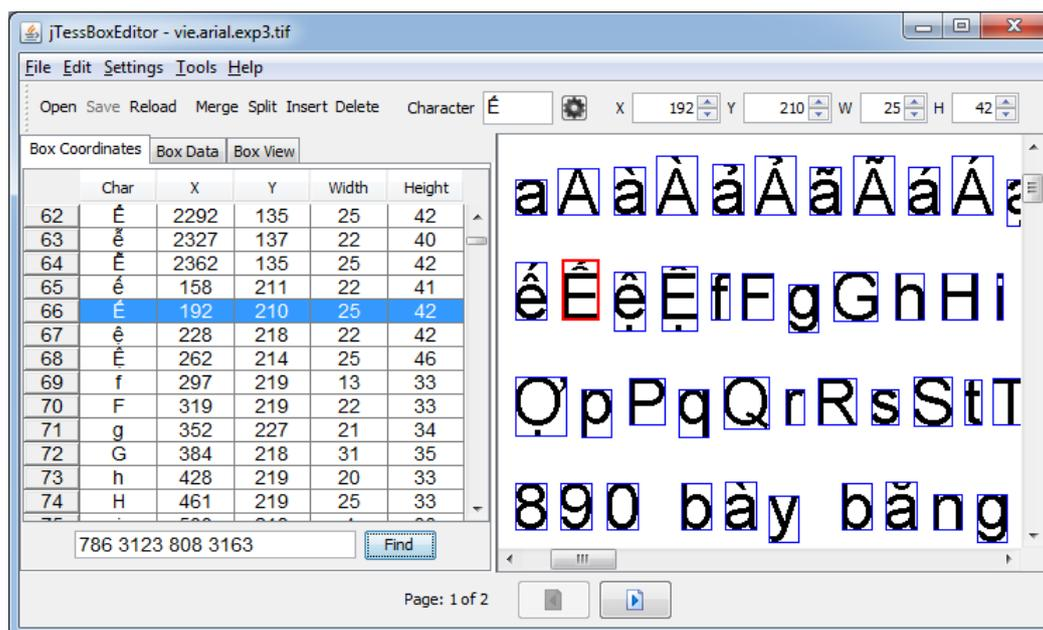 jTessBoxEditor - vie.arial.exp3.tif
File Edit Settings Tools Help
Open Save Reload Merge Split Insert Delete Character É X 192 Y 210 W 25 H 42
Box Coordinates Box Data Box View
Char X Y Width Height
62 2292 135 25 42
63 ễ 2327 137 22 40
64 Ễ 2362 135 25 42
65 ế 158 211 22 41
66 192 210 25 42
67 ệ 228 218 22 42
68 Ệ 262 214 25 46
69 f 297 219 13 33
70 F 319 219 22 33
71 g 352 227 21 34
72 G 384 218 31 35
73 h 428 219 20 33
74 H 461 219 25 33
786 3123 808 3163 Find
a A à À ả Ả ã Ã á Á
ế Ế ệ Ệ f F g G h H i
Ợ p P q Q r R s S t T
8 9 0 bày băng
Page: 1 of 2